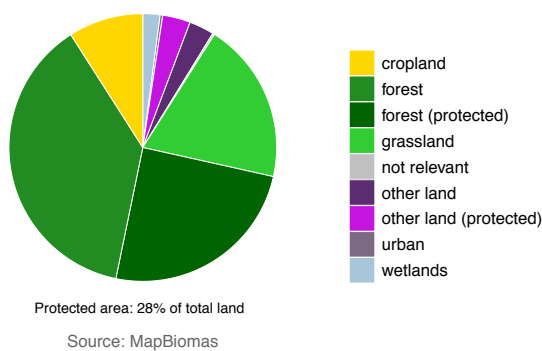 cropland
forest
forest (protected)
grassland
not relevant
other land
other land (protected)
urban
wetlands
Protected area: 28% of total land
Source: MapBiomas